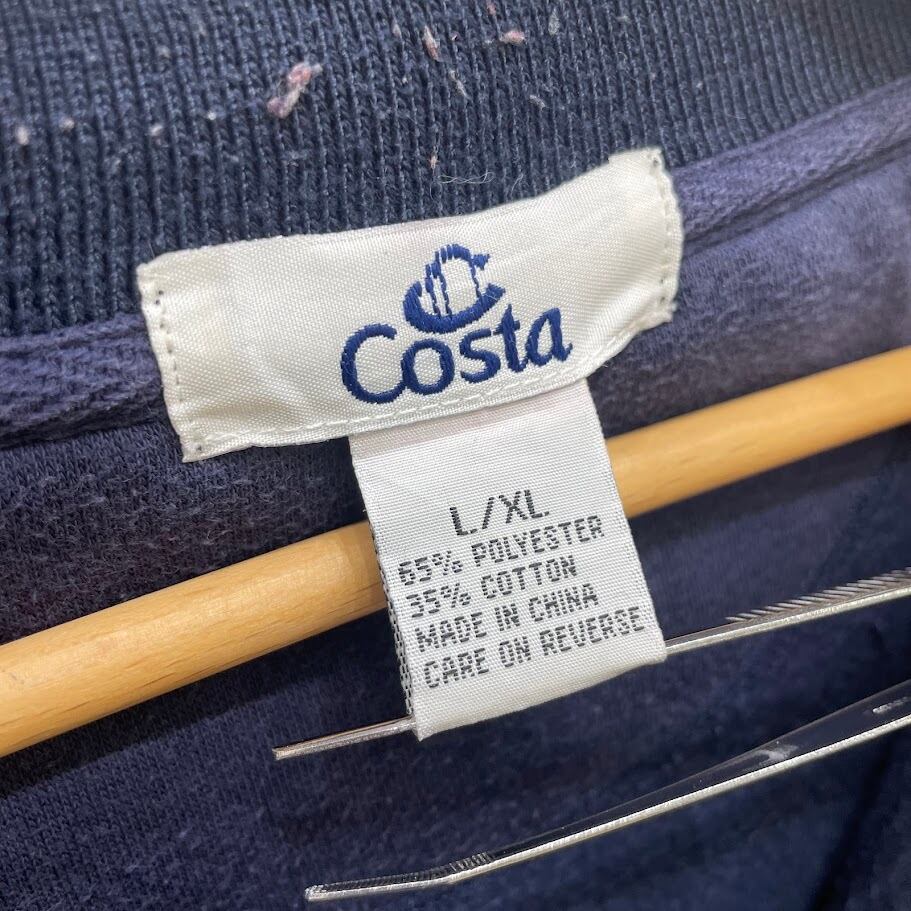 Costa
L/XL
65% POLYESTER
35% COTTON
MADE IN CHINA
CARE ON REVERSE